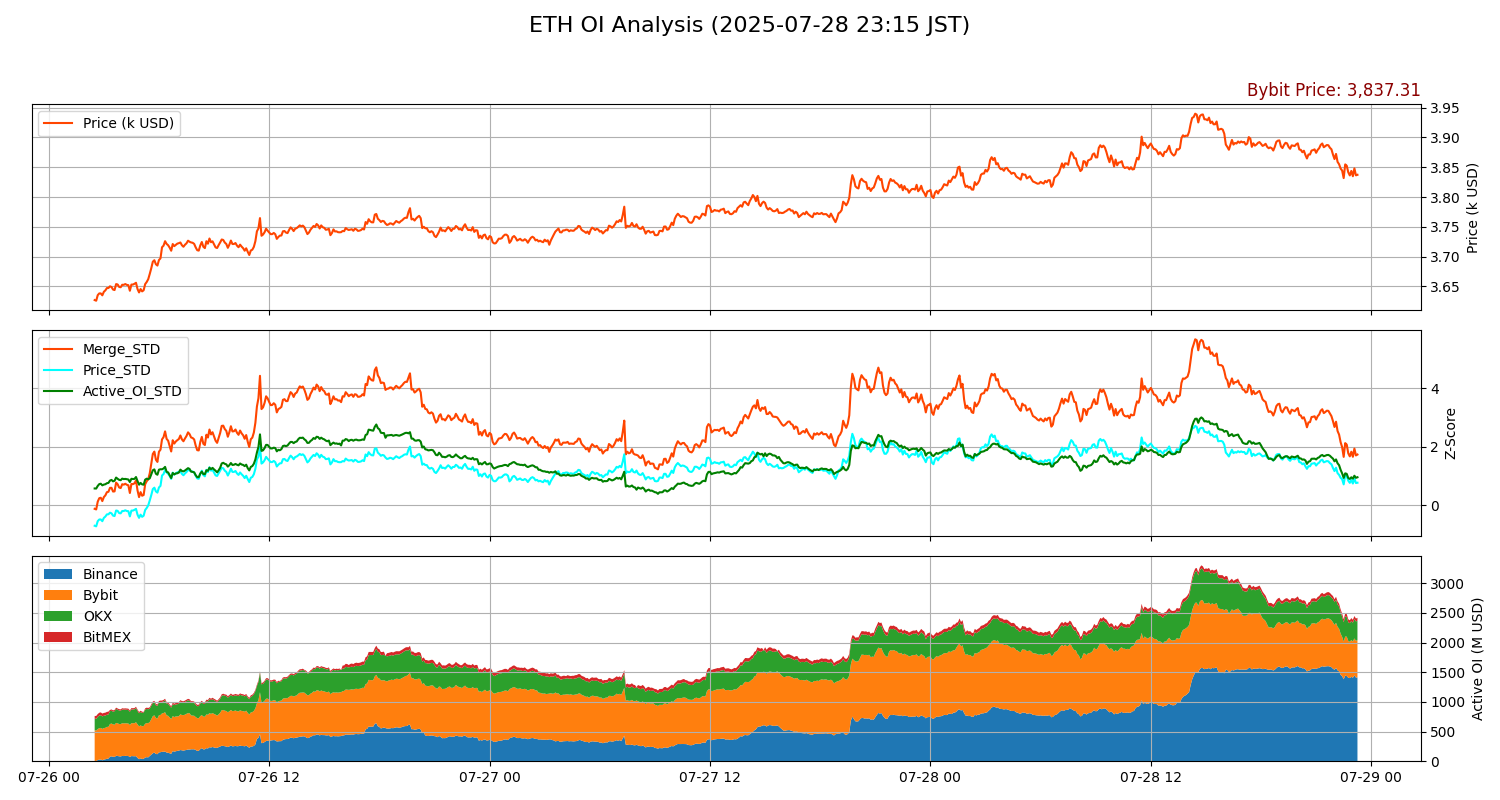 ETH OI Analysis (2025-07-28 23:15 JST)
Bybit Price: 3,837.31
Price (k USD)
3.95
3.90
3.85
3.80
3.75
3.70
3.65
Price (k USD)
Merge_STD
Price_STD
Active_OI_STD
4
2
0
Z-Score
Binance
Bybit
OKX
BitMEX
3000
2500
2000
1500
1000
500
0
Active OI (M USD)
07-26 00
07-26 12
07-27 00
07-27 12
07-28 00
07-28 12
07-29 00